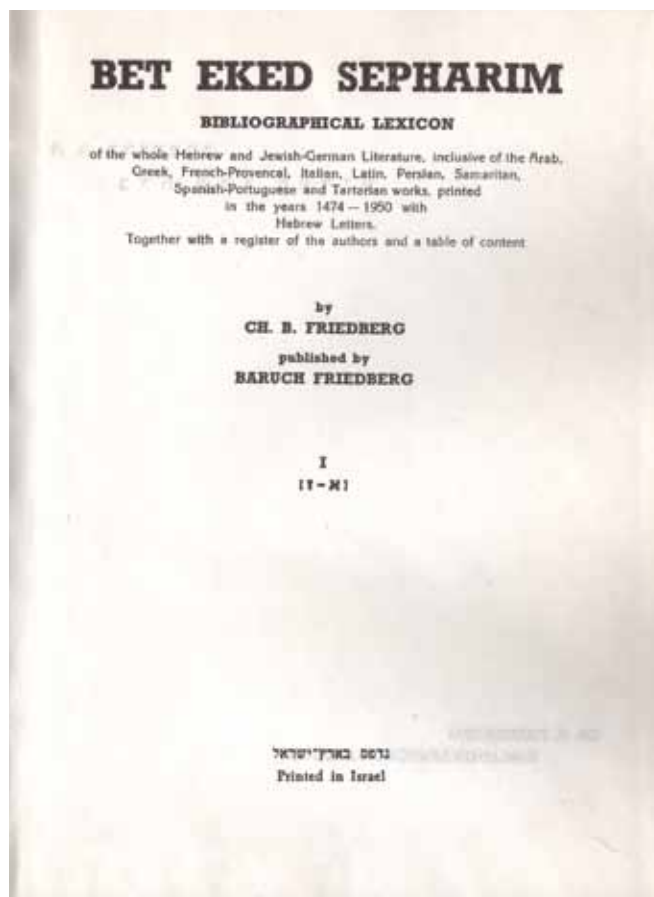 BET EKED SEPHARIM
BIBLIOGRAPHICAL LEXICON
of the whole Hebrew and Jewish-German Literature, inclusive of the Arab,
Greek, French-Provencal, Italian, Latin, Persian, Samaritan,
Spanish-Portuguese and Tartarian works, printed
in the years 1474 — 1950 with
Hebrew Letters.
Together with a register of the authors and a table of content
by
CH. B. FRIEDBERG
published by
BARUCH FRIEDBERG
I
[א – ז]
נדפס בארץ־ישראל
Printed in Israel